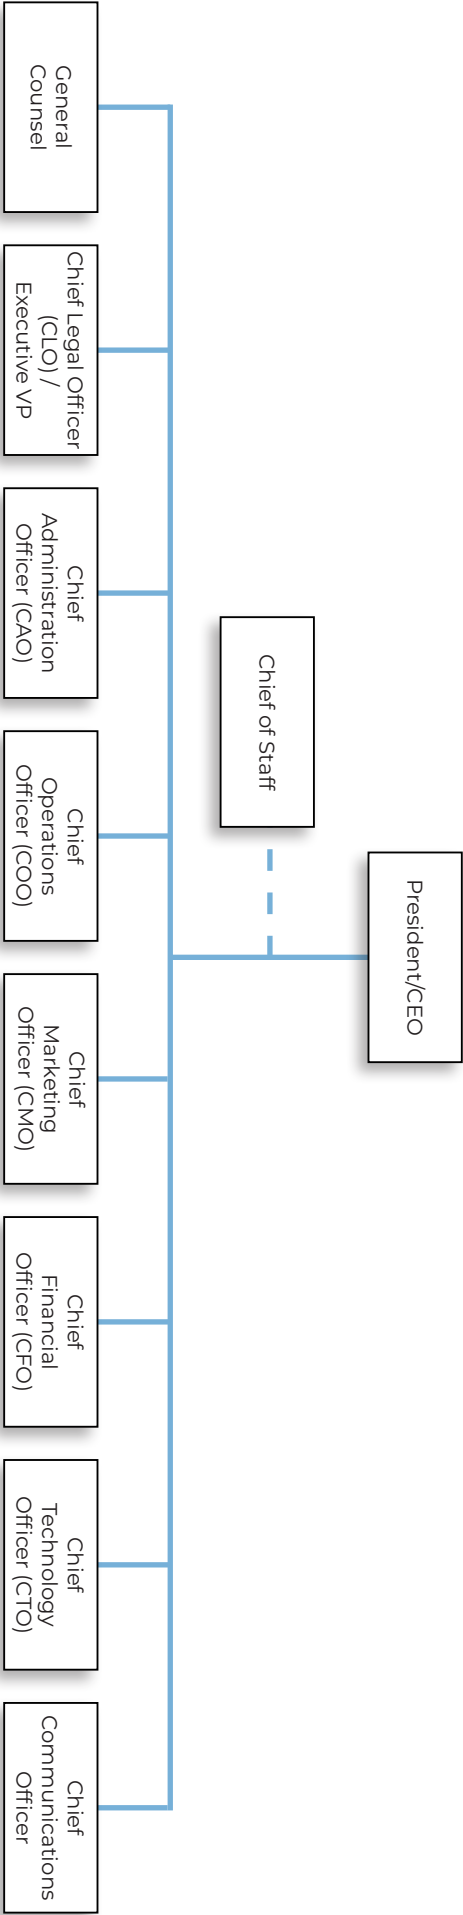 President/CEO
Chief of Staff
General
Counsel
Chief Legal Officer
(CLO) /
Executive VP
Chief
Administration
Officer (CAO)
Chief
Operations
Officer (COO)
Chief
Marketing
Officer (CMO)
Chief
Financial
Officer (CFO)
Chief
Technology
Officer (CTO)
Chief
Communications
Officer